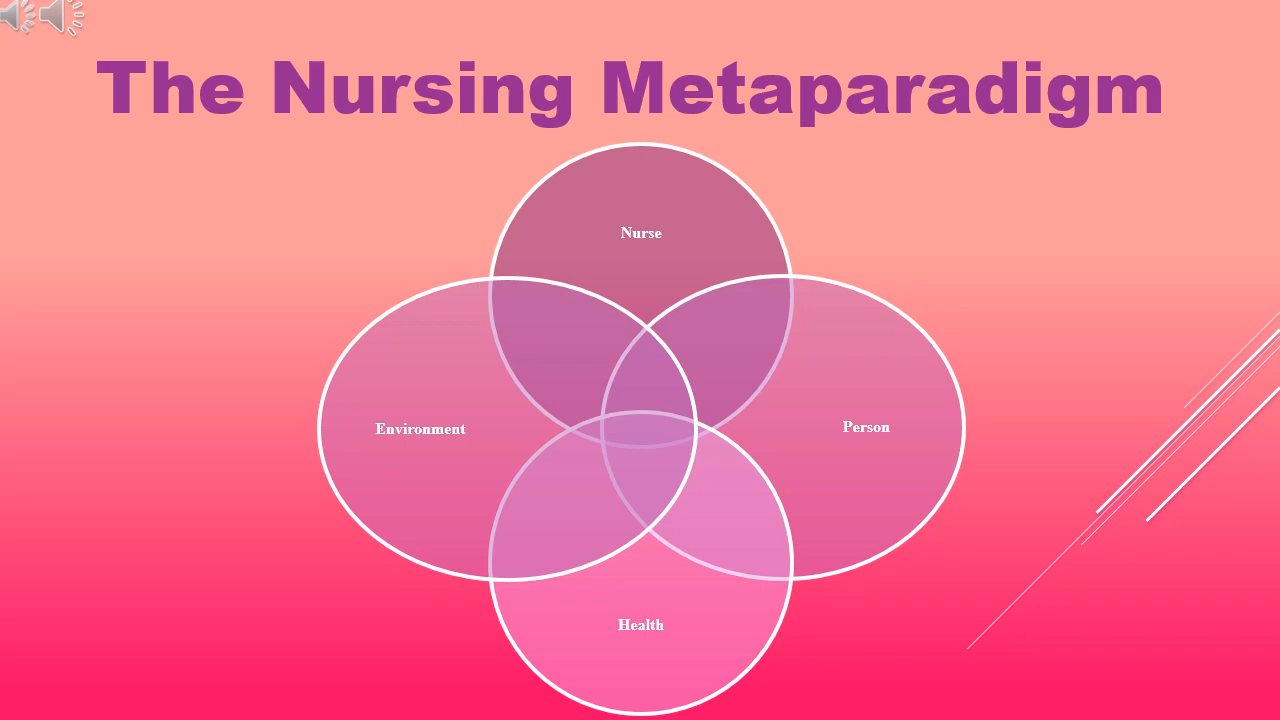 The Nursing Metaparadigm
Nurse
Environment
Person
Health